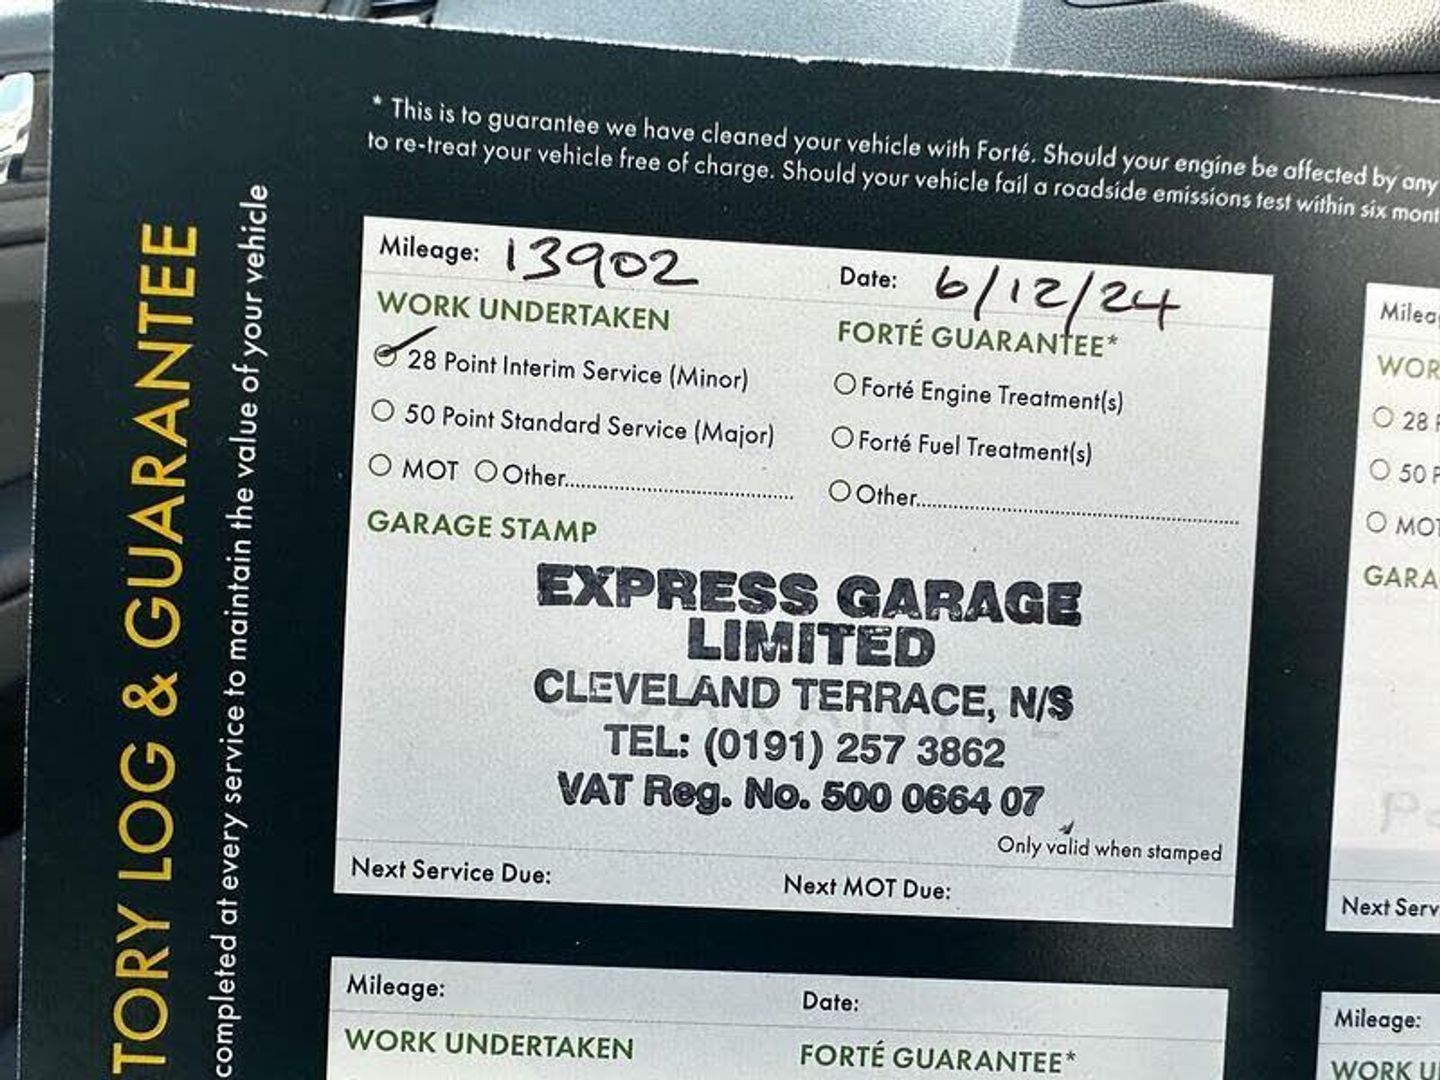 * This is to guarantee we have cleaned your vehicle with Forté. Should your engine be affected by any
to re-treat your vehicle free of charge. Should your vehicle fail a roadside emissions test within six mont
TORY LOG & GUARANTEE
completed at every service to maintain the value of your vehicle
Mileage: 13902 Date: 6/12/24
WORK UNDERTAKEN FORTÉ GUARANTEE*
28 Point Interim Service (Minor) Forté Engine Treatment(s)
50 Point Standard Service (Major) Forté Fuel Treatment(s)
MOT Other.......... Other..........
GARAGE STAMP
EXPRESS GARAGE
LIMITED
CLEVELAND TERRACE, N/S
TEL: (0191) 257 3862
VAT Reg. No. 500 0664 07
Only valid when stamped
Next Service Due: Next MOT Due:
Mileage: Date:
WORK UNDERTAKEN FORTÉ GUARANTEE*
Milea
WOR
28 P
50 P
MOT
GARA
Next Serv
Mileage:
WORK U